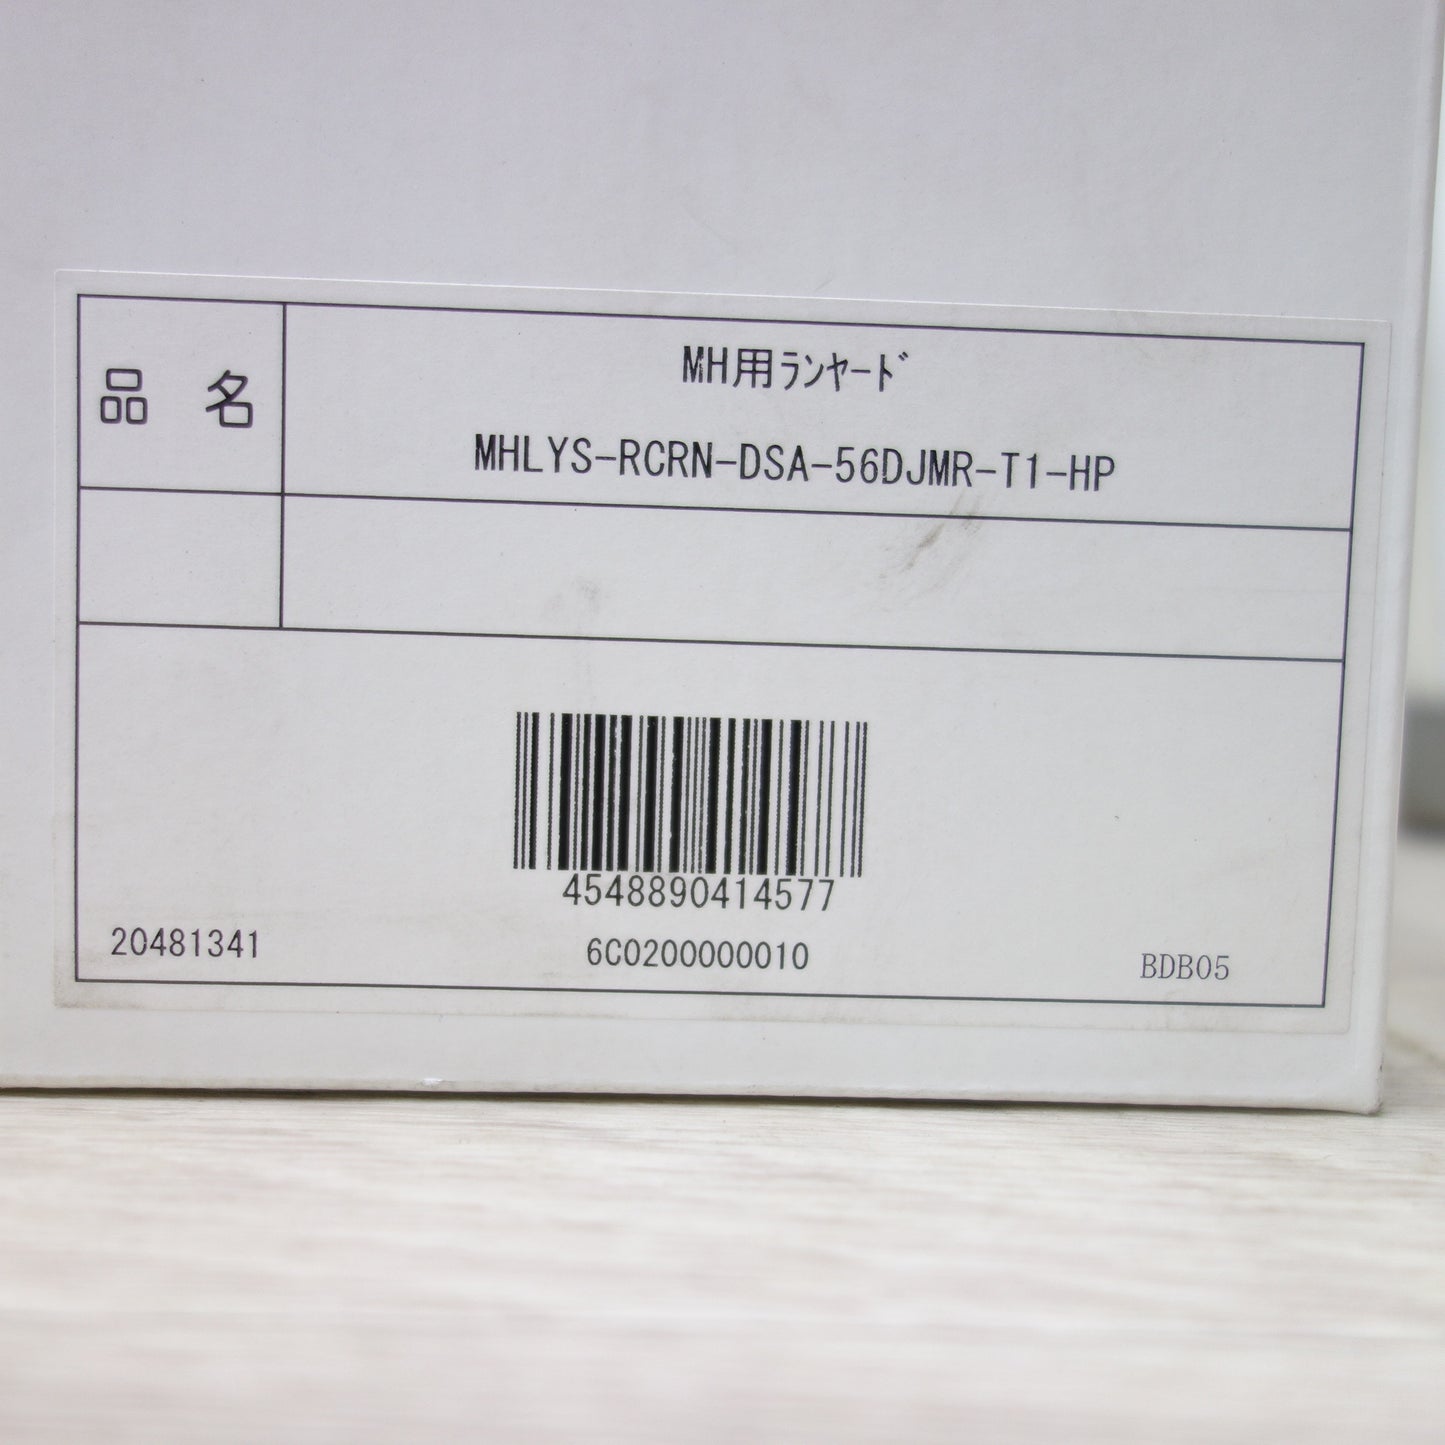 品 名
MH用ﾗﾝﾔｰﾄﾞ
MHLYS-RCRN-DSA-56DJMR-T1-HP
4548890414577
20481341
6C0200000010
BDB05